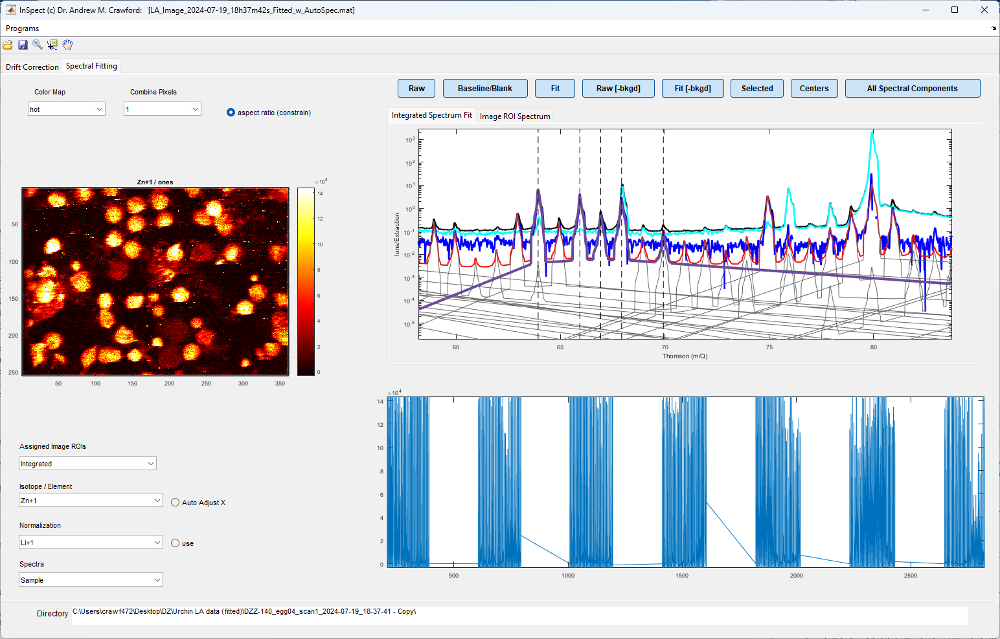 InSpect (c) Dr. Andrew M. Crawford: [LA_Image_2024-07-19_18h37m42s_Fitted_w_AutoSpec.mat]
Programs
Drift Correction Spectral Fitting
Color Map Combine Pixels
hot 1 aspect ratio (constrain)
Raw Baseline/Blank Fit Raw [-bkgd] Fit [-bkgd] Selected Centers All Spectral Components
Integrated Spectrum Fit Image ROI Spectrum
Zn+1 / ones
×10^4
14
12
10
8
6
4
2
0
50
100
150
200
250
50 100 150 200 250 300 350
Ions/Extraction
10^3
10^2
10^1
10^0
10^-1
10^-2
10^-3
10^-4
10^-5
60 65 70 75 80
Thomson (m/Q)
×10^4
14
12
10
8
6
4
2
0
500 1000 1500 2000 2500
Assigned Image ROIs
Integrated
Isotope / Element
Zn+1 Auto Adjust X
Normalization
Li+1 use
Spectra
Sample
Directory C:\Users\crawf472\Desktop\DZ\Urchin LA data (fitted)\DZZ-140_egg04_scan1_2024-07-19_18-37-41 - Copy\